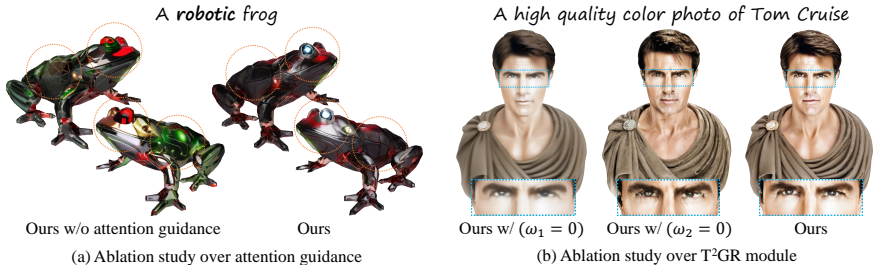 A robotic frog
A high quality color photo of Tom Cruise
Ours w/o attention guidance
Ours
Ours w/ (ω₁ = 0)
Ours w/ (ω₂ = 0)
Ours
(a) Ablation study over attention guidance
(b) Ablation study over T²GR module